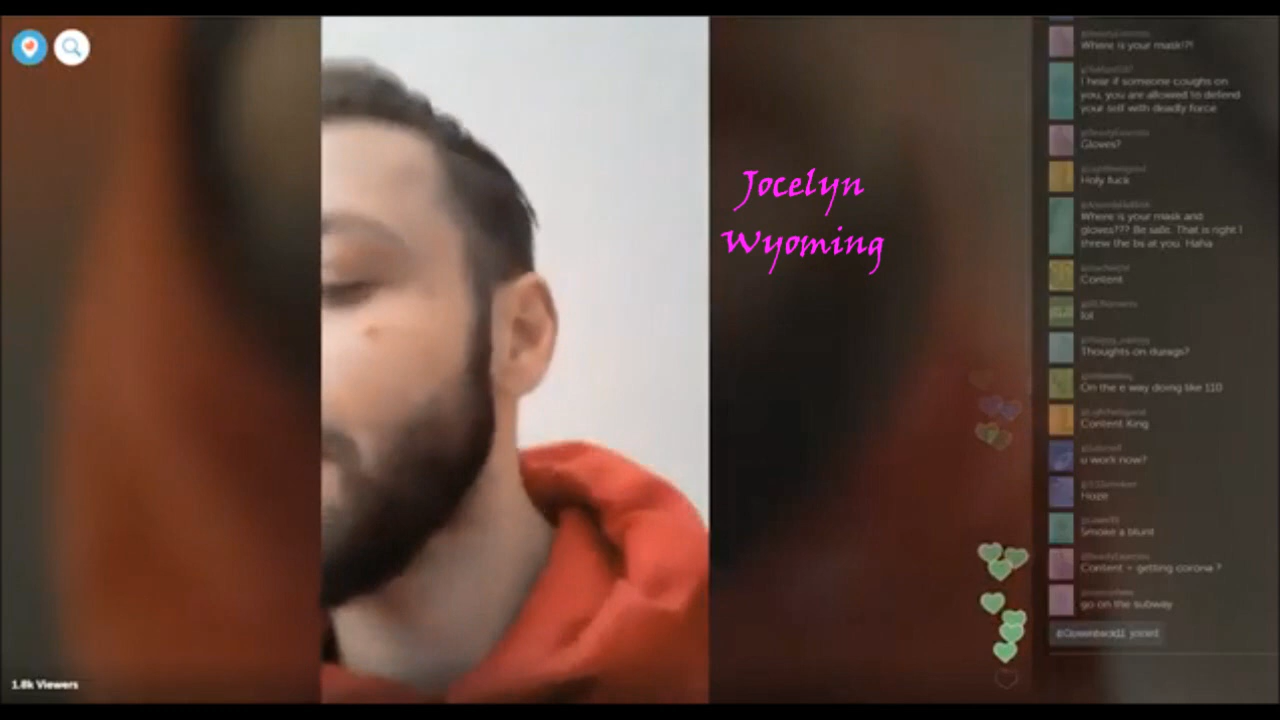 Jocelyn
Wyoming
Where is your mask!?!
I hear if someone coughs on
you, you are allowed to defend
your self with deadly force
Gloves?
Holy fuck
Where is your mask and
gloves??? Be safe. That is right I
threw the bs at you. Haha
Content
lol
Thoughts on durags?
On the e way doing like 110
Content King
u work now?
Haze
Smoke a blunt
Content = getting corona ?
go on the subway
joined
1.8k Viewers